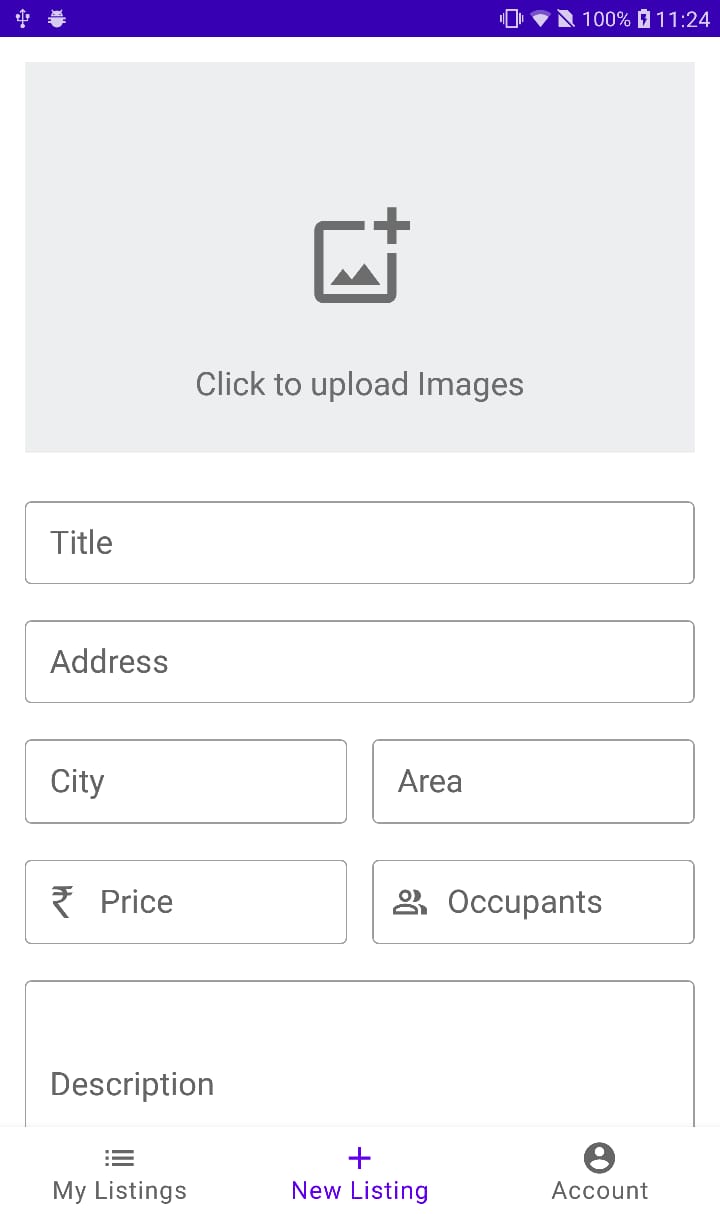 100% 11:24
Click to upload Images
Title
Address
City
Area
₹ Price
Occupants
Description
My Listings
New Listing
Account